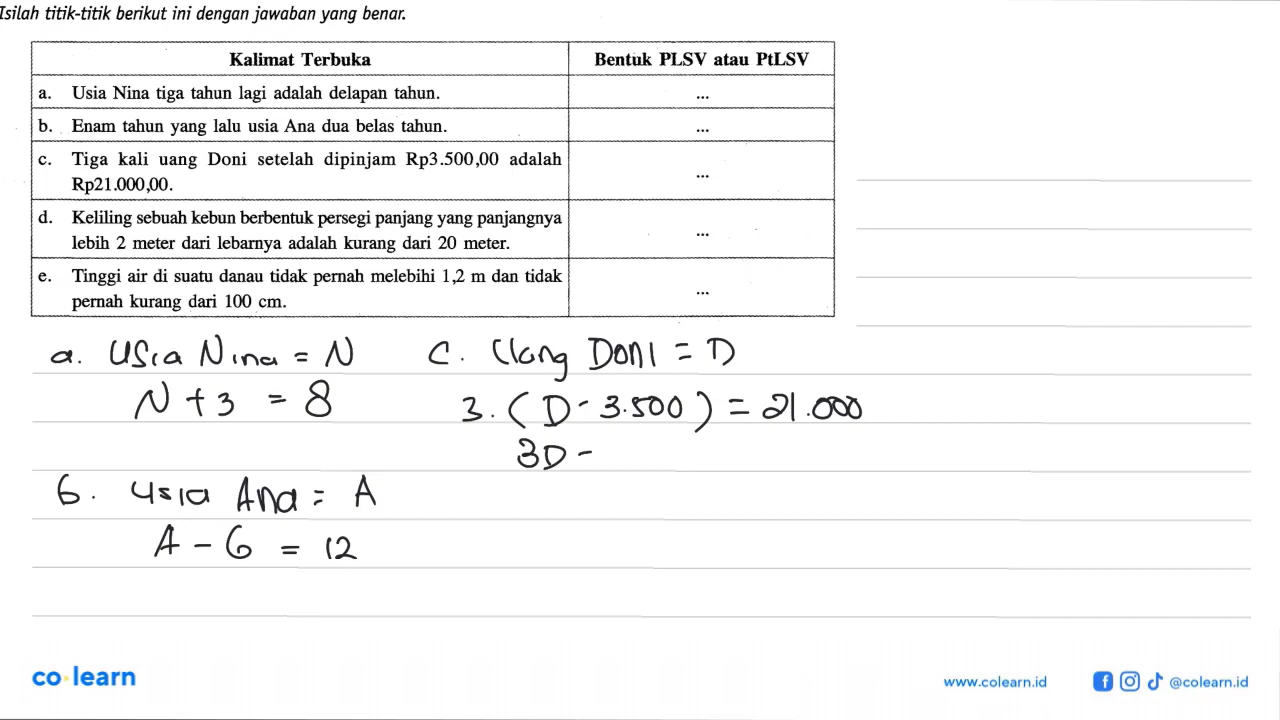 Isilah titik-titik berikut ini dengan jawaban yang benar.
Kalimat Terbuka Bentuk PLSV atau PtLSV
a. Usia Nina tiga tahun lagi adalah delapan tahun. ...
b. Enam tahun yang lalu usia Ana dua belas tahun. ...
c. Tiga kali uang Doni setelah dipinjam Rp3.500,00 adalah
Rp21.000,00.
...
d. Keliling sebuah kebun berbentuk persegi panjang yang panjangnya
lebih 2 meter dari lebarnya adalah kurang dari 20 meter.
...
e. Tinggi air di suatu danau tidak pernah melebihi 1,2 m dan tidak
pernah kurang dari 100 cm.
...
a. Usia Nina = N
N + 3 = 8
b. Usia Ana = A
A - 6 = 12
C. Uang Doni = D
3. (D - 3.500) = 21.000
3D -
co learn
www.colearn.id @colearn.id